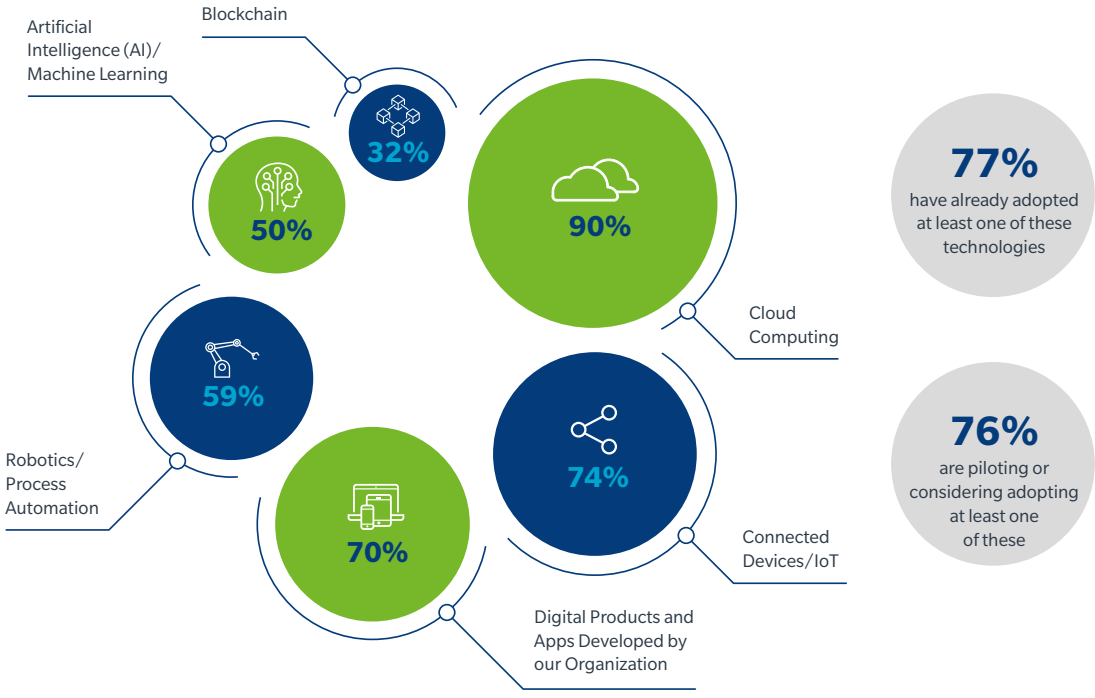 Blockchain
32%
Artificial
Intelligence (AI)/
Machine Learning
50%
90%
Cloud
Computing
77%
have already adopted
at least one of these
technologies
59%
Robotics/
Process
Automation
70%
Digital Products and
Apps Developed by
our Organization
74%
Connected
Devices/IoT
76%
are piloting or
considering adopting
at least one
of these